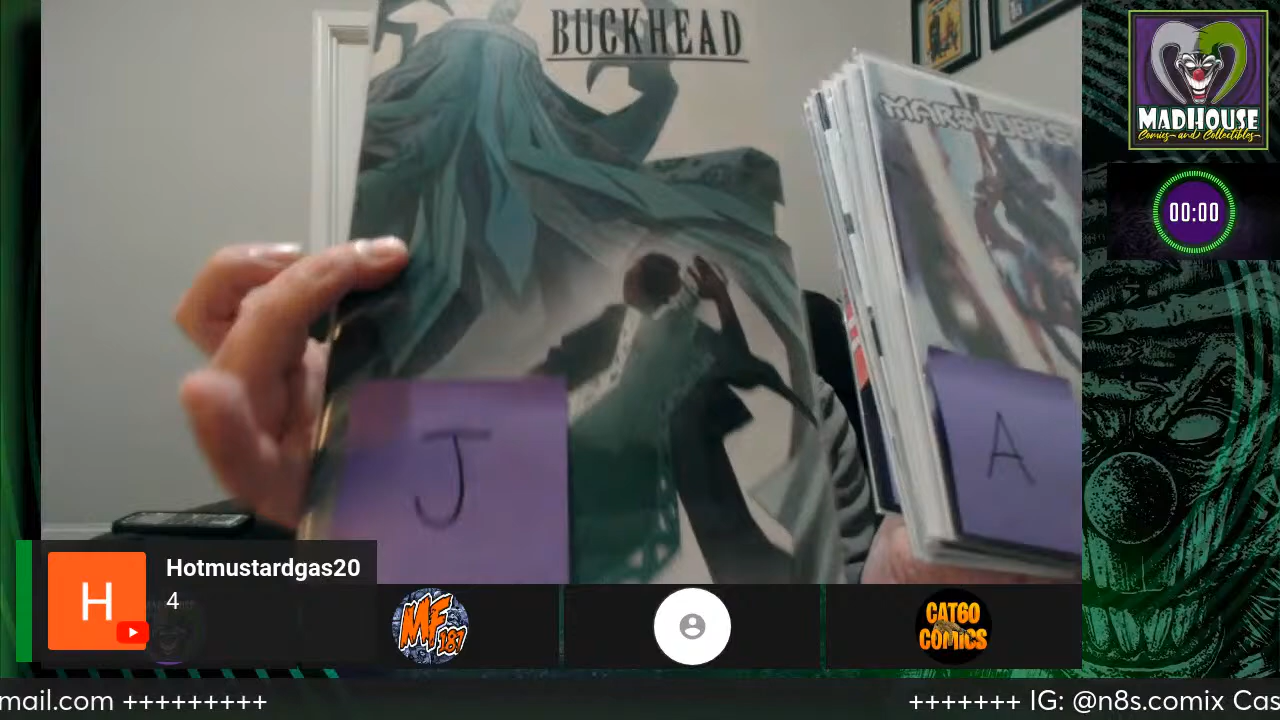 BUCKHEAD
MARAUDERS
MADHOUSE
Comics and Collectibles
00:00
J
A
H
Hotmustardgas20
4
MF
187
CAT60
COMICS
mail.com +++++++++
+++++++ IG: @n8s.comix Cas